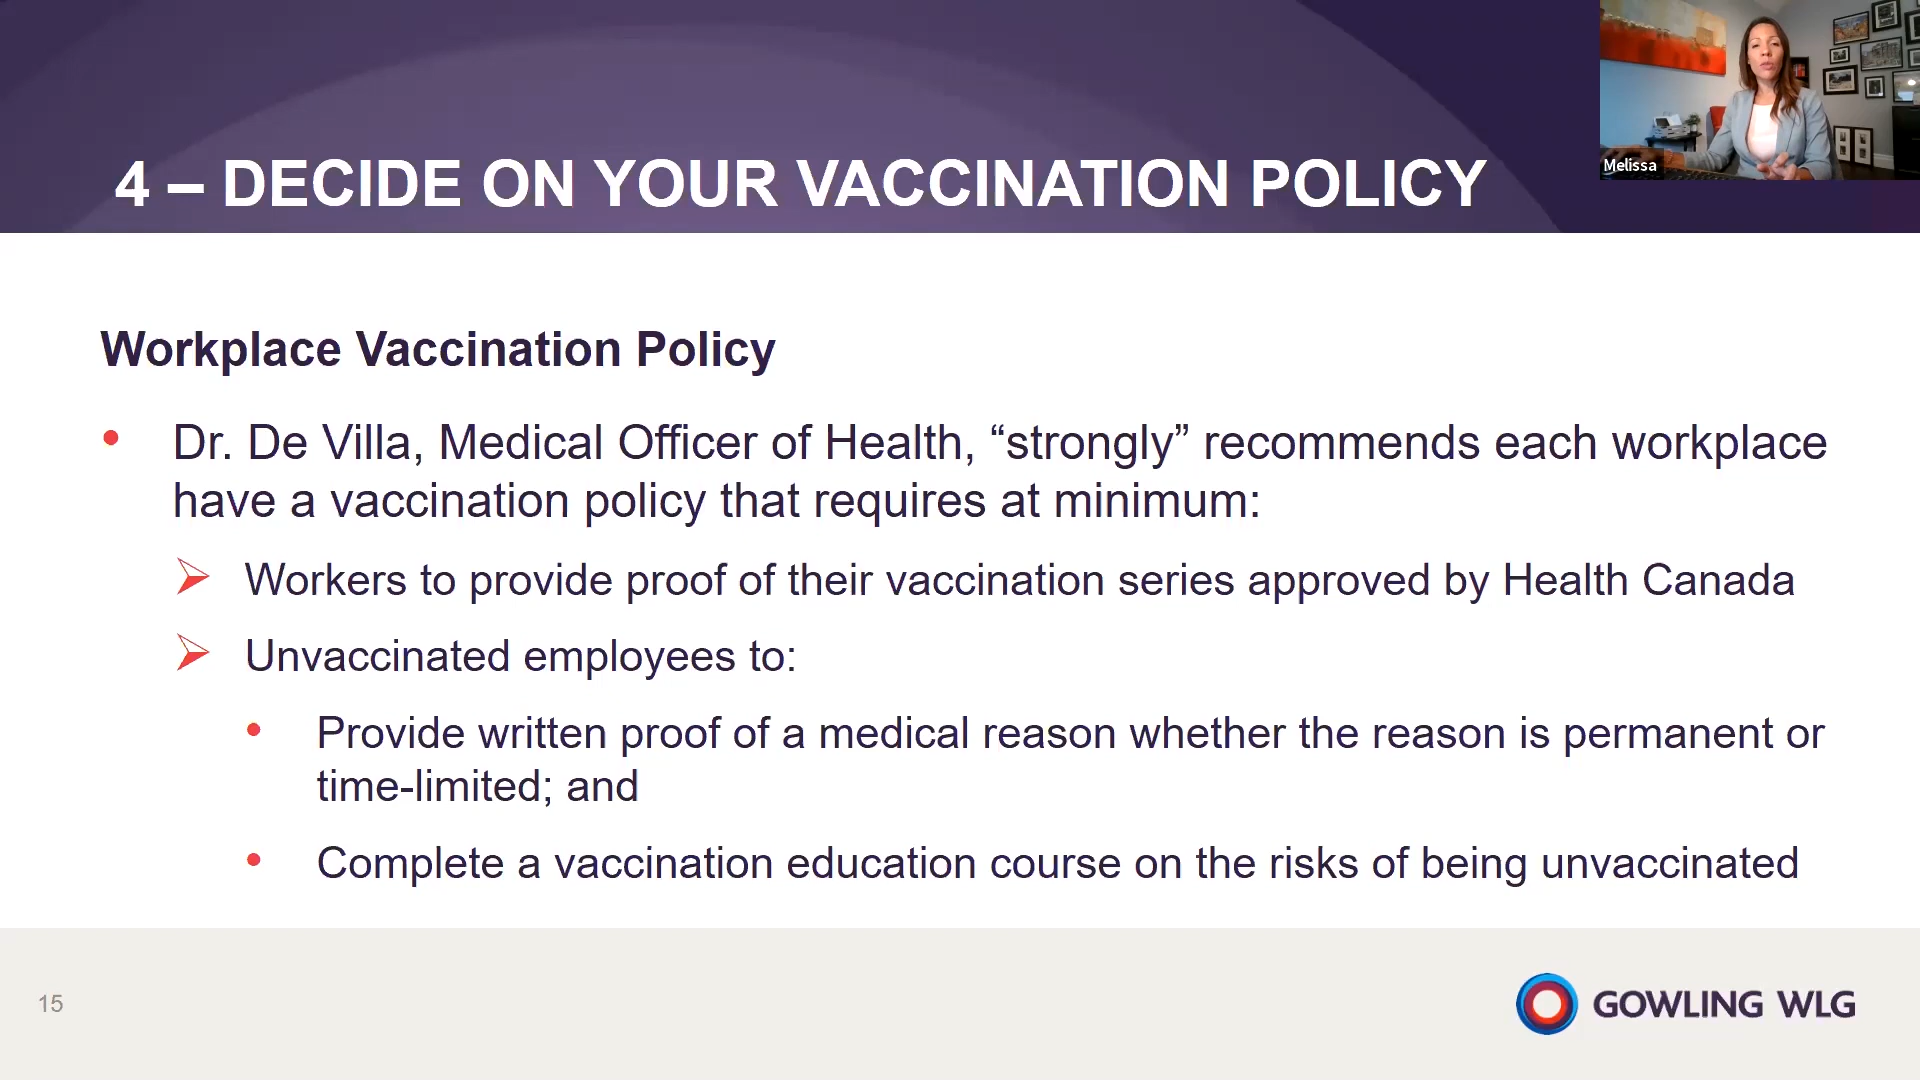 4 – DECIDE ON YOUR VACCINATION POLICY
Melissa
Workplace Vaccination Policy
• Dr. De Villa, Medical Officer of Health, “strongly” recommends each workplace
have a vaccination policy that requires at minimum:
➢ Workers to provide proof of their vaccination series approved by Health Canada
➢ Unvaccinated employees to:
• Provide written proof of a medical reason whether the reason is permanent or
time-limited; and
• Complete a vaccination education course on the risks of being unvaccinated
15
GOWLING WLG